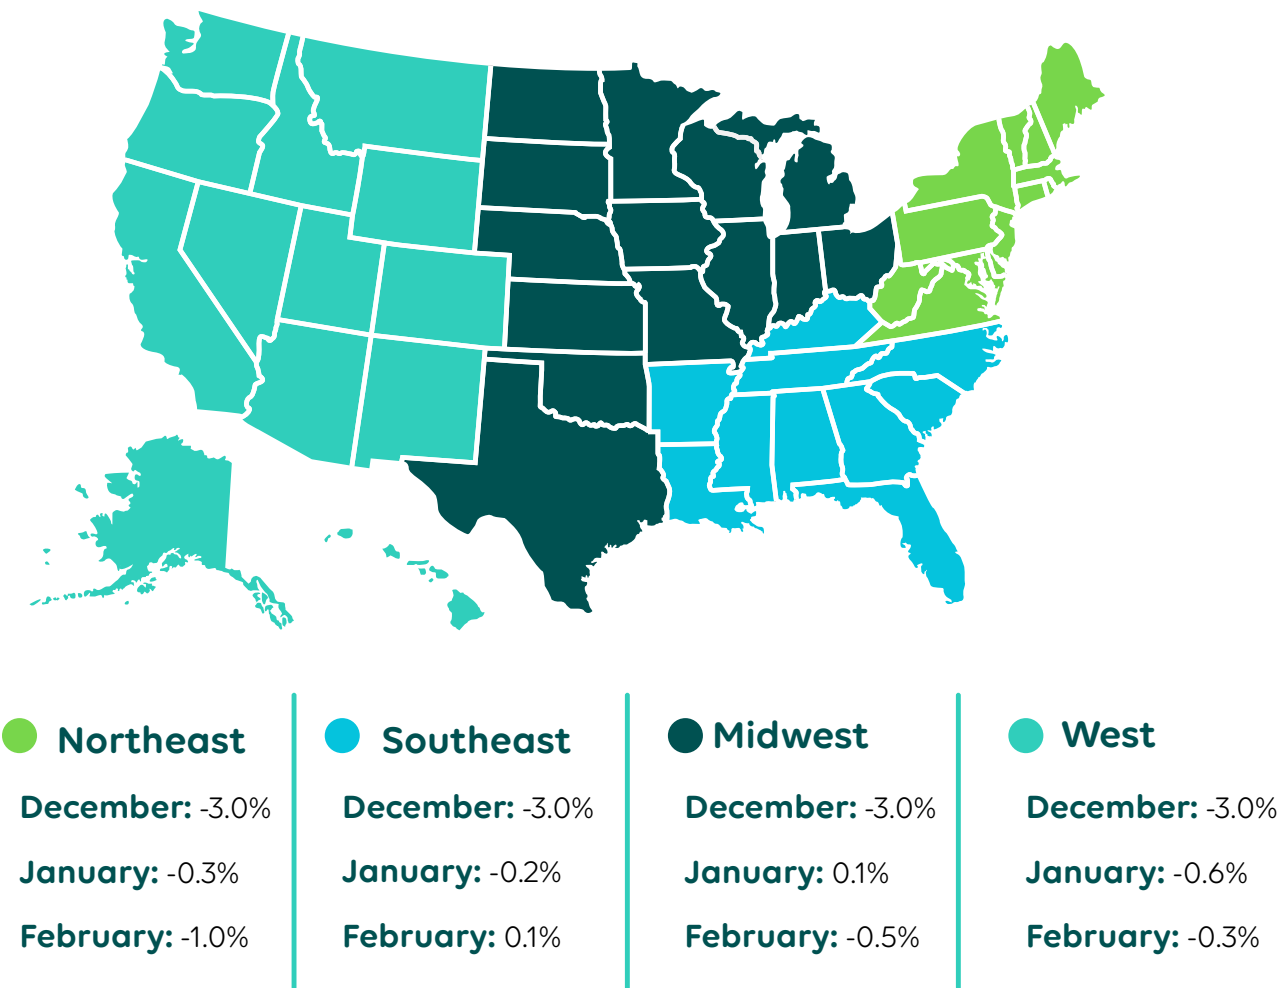 Northeast
December: -3.0%
January: -0.3%
February: -1.0%
Southeast
December: -3.0%
January: -0.2%
February: 0.1%
Midwest
December: -3.0%
January: 0.1%
February: -0.5%
West
December: -3.0%
January: -0.6%
February: -0.3%